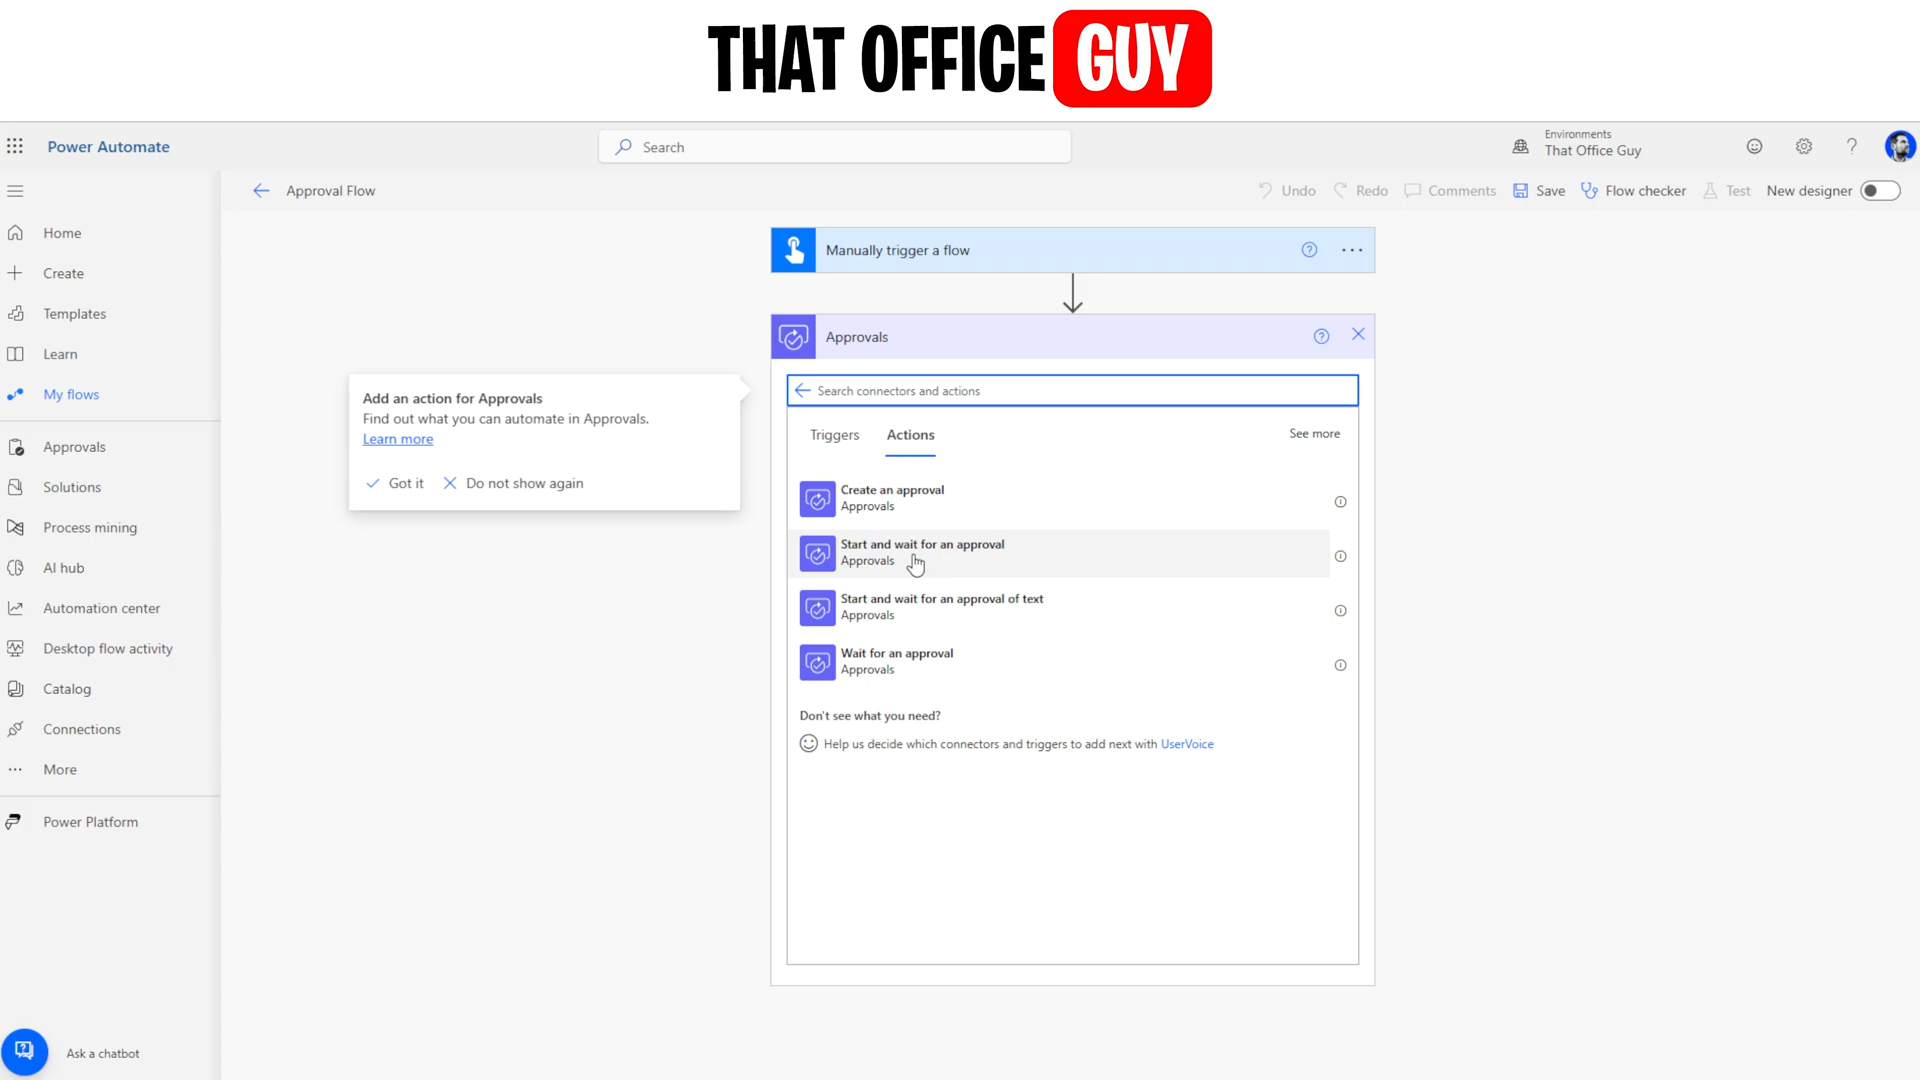 THAT OFFICE GUY
Power Automate
Search
Environments
That Office Guy
Approval Flow
Undo
Redo
Comments
Save
Flow checker
Test
New designer
Home
Create
Templates
Learn
My flows
Approvals
Solutions
Process mining
AI hub
Automation center
Desktop flow activity
Catalog
Connections
More
Power Platform
Ask a chatbot
Manually trigger a flow
Approvals
Add an action for Approvals
Find out what you can automate in Approvals.
Learn more
Got it
Do not show again
Search connectors and actions
Triggers
Actions
See more
Create an approval
Approvals
Start and wait for an approval
Approvals
Start and wait for an approval of text
Approvals
Wait for an approval
Approvals
Don't see what you need?
Help us decide which connectors and triggers to add next with UserVoice